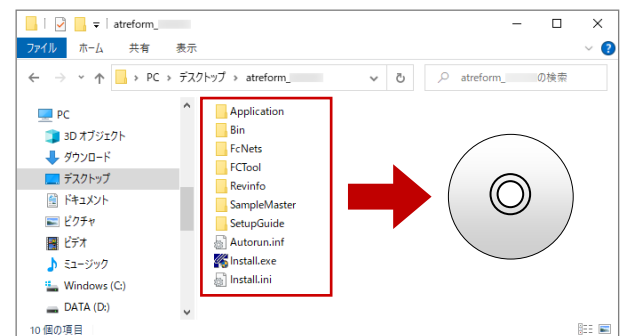 atreform_
ファイル ホーム 共有 表示
PC デスクトップ atreform_
atreform_ の検索
PC
3D オブジェクト
ダウンロード
デスクトップ
ドキュメント
ピクチャ
ビデオ
ミュージック
Windows (C:)
DATA (D:)
Application
Bin
FcNets
FCTool
Revinfo
SampleMaster
SetupGuide
Autorun.inf
Install.exe
Install.ini
10 個の項目